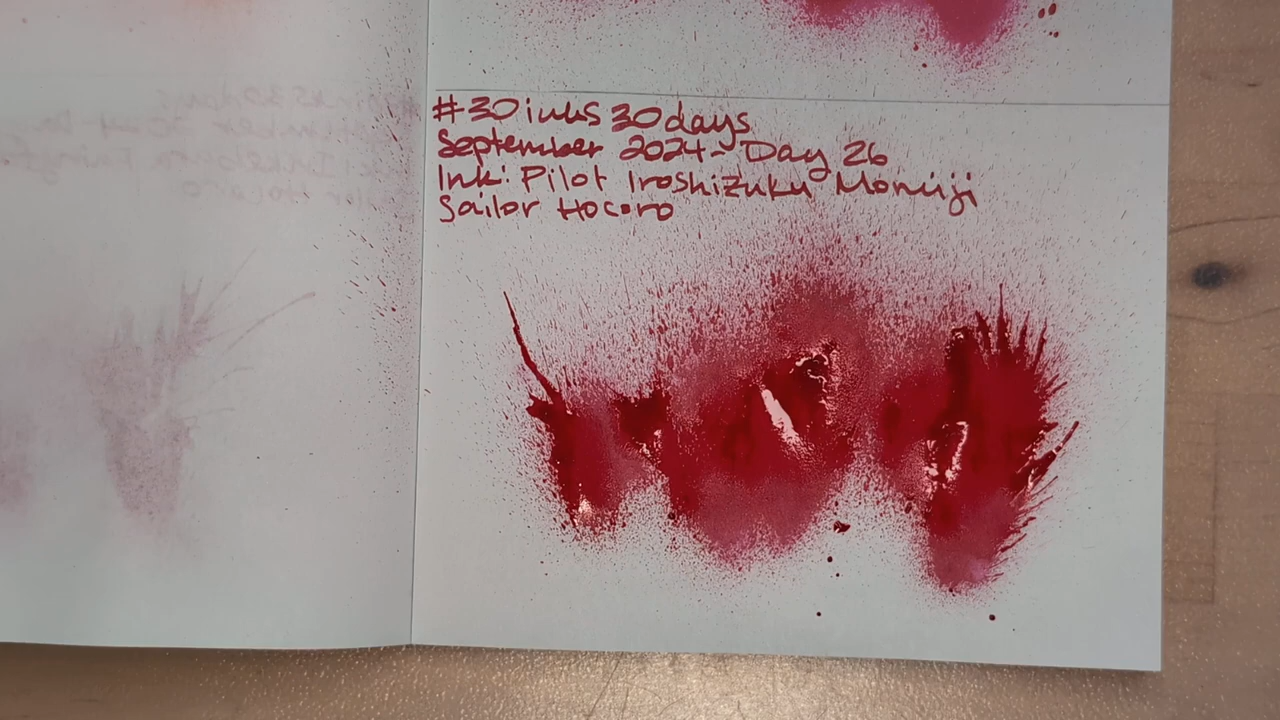 #30inks30days
September 2024- Day 26
Ink: Pilot Iroshizuku Momiji
Sailor Hocoro